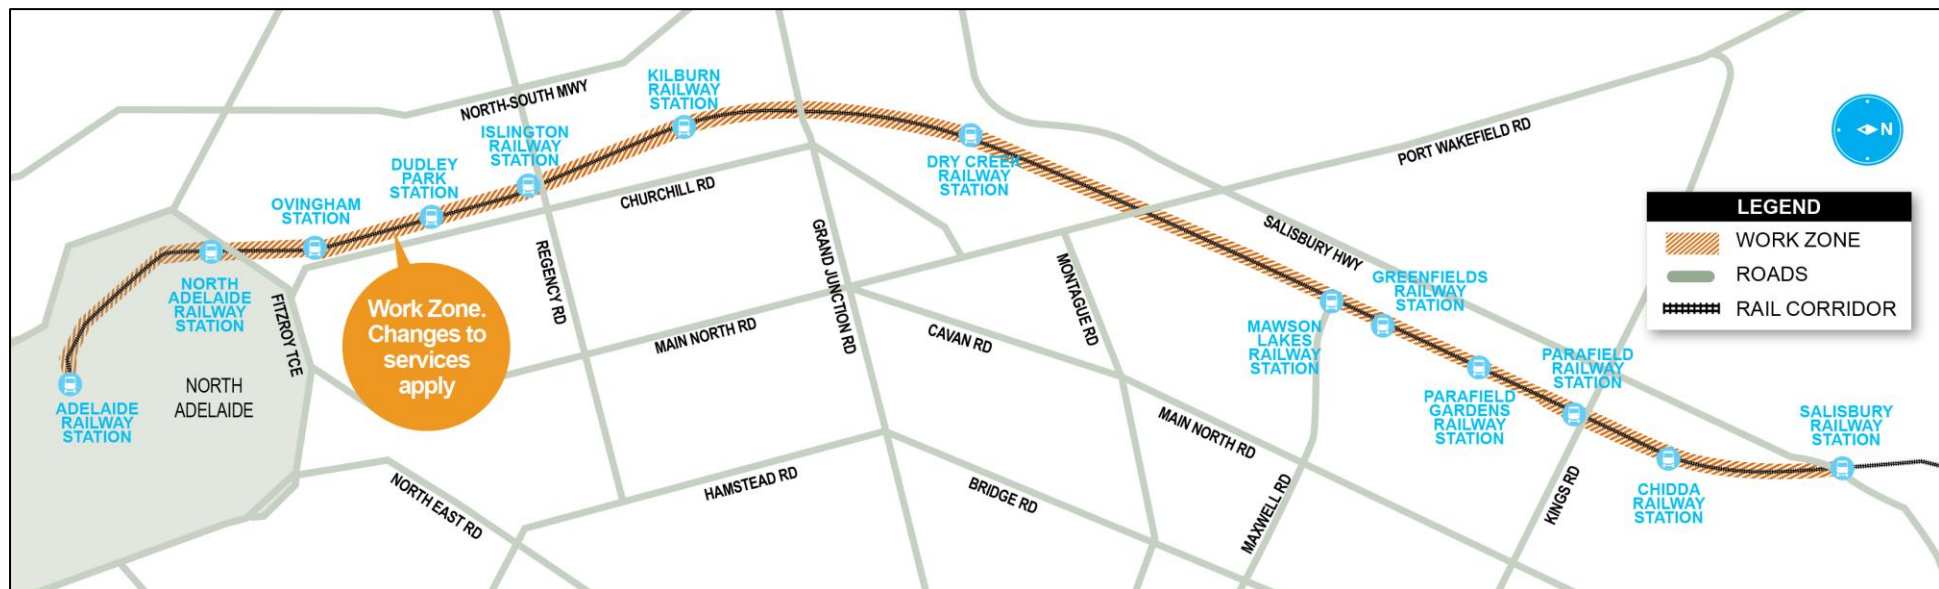 NORTH-SOUTH MWY
KILBURN
RAILWAY
STATION
ISLINGTON
RAILWAY
STATION
DUDLEY
PARK
STATION
OVINGHAM
STATION
NORTH
ADELAIDE
RAILWAY
STATION
FITZROY TCE
ADELAIDE
RAILWAY
STATION
NORTH
ADELAIDE
Work Zone.
Changes to
services
apply
CHURCHILL RD
REGENCY RD
MAIN NORTH RD
GRAND JUNCTION RD
NORTH EAST RD
HAMSTEAD RD
DRY CREEK
RAILWAY
STATION
CAVAN RD
BRIDGE RD
MONTAGUE RD
MAIN NORTH RD
PORT WAKEFIELD RD
SALISBURY HWY
MAWSON
LAKES
RAILWAY
STATION
GREENFIELDS
RAILWAY
STATION
MAXWELL RD
PARAFIELD
GARDENS
RAILWAY
STATION
PARAFIELD
RAILWAY
STATION
KINGS RD
CHIDDA
RAILWAY
STATION
SALISBURY
RAILWAY
STATION
N
LEGEND
WORK ZONE
ROADS
RAIL CORRIDOR